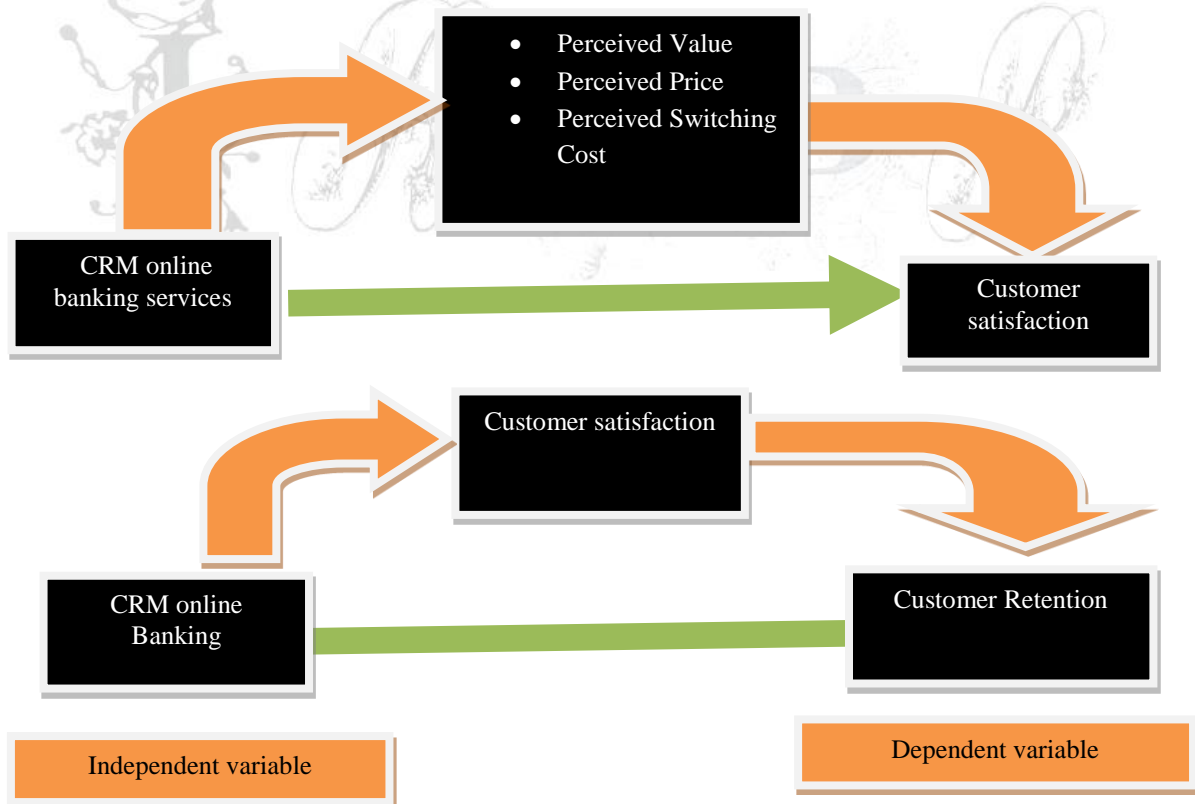 • Perceived Value
• Perceived Price
• Perceived Switching
Cost
CRM online
banking services
Customer
satisfaction
Customer satisfaction
CRM online
Banking
Customer Retention
Independent variable
Dependent variable